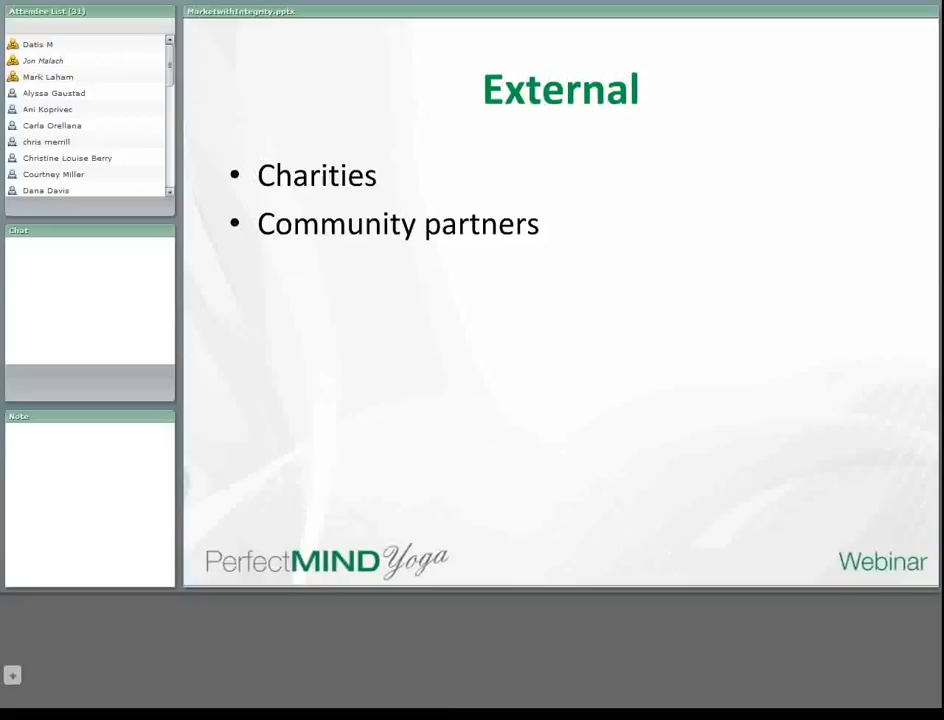 Attendee List (31)
Datis M
Jon Malach
Mark Laham
Alyssa Gaustad
Ani Koprivec
Carla Orellana
chris merrill
Christine Louise Berry
Courtney Miller
Dana Davis
Chat
Note
MarketwithIntegrity.pptx
External
• Charities
• Community partners
PerfectMIND Yoga
Webinar